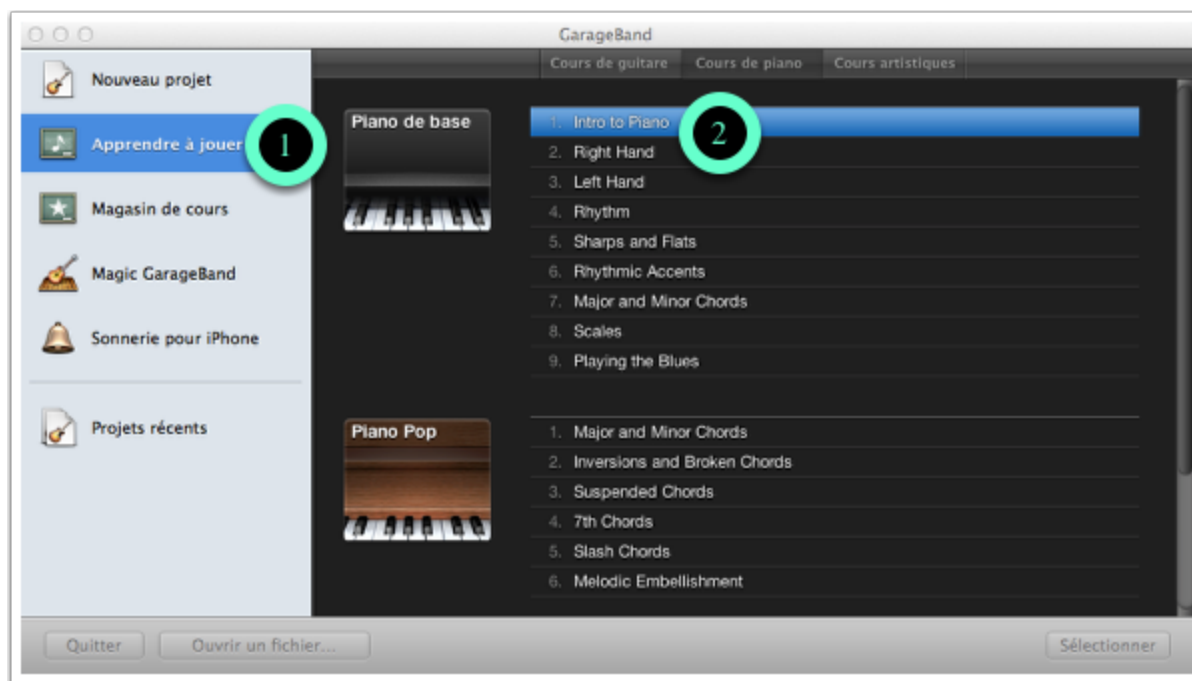 GarageBand
Nouveau projet
Apprendre à jouer
1
Magasin de cours
Magic GarageBand
Sonnerie pour iPhone
Projets récents
Cours de guitare
Cours de piano
Cours artistiques
Piano de base
1. Intro to Piano
2
2. Right Hand
3. Left Hand
4. Rhythm
5. Sharps and Flats
6. Rhythmic Accents
7. Major and Minor Chords
8. Scales
9. Playing the Blues
Piano Pop
1. Major and Minor Chords
2. Inversions and Broken Chords
3. Suspended Chords
4. 7th Chords
5. Slash Chords
6. Melodic Embellishment
Quitter
Ouvrir un fichier...
Sélectionner